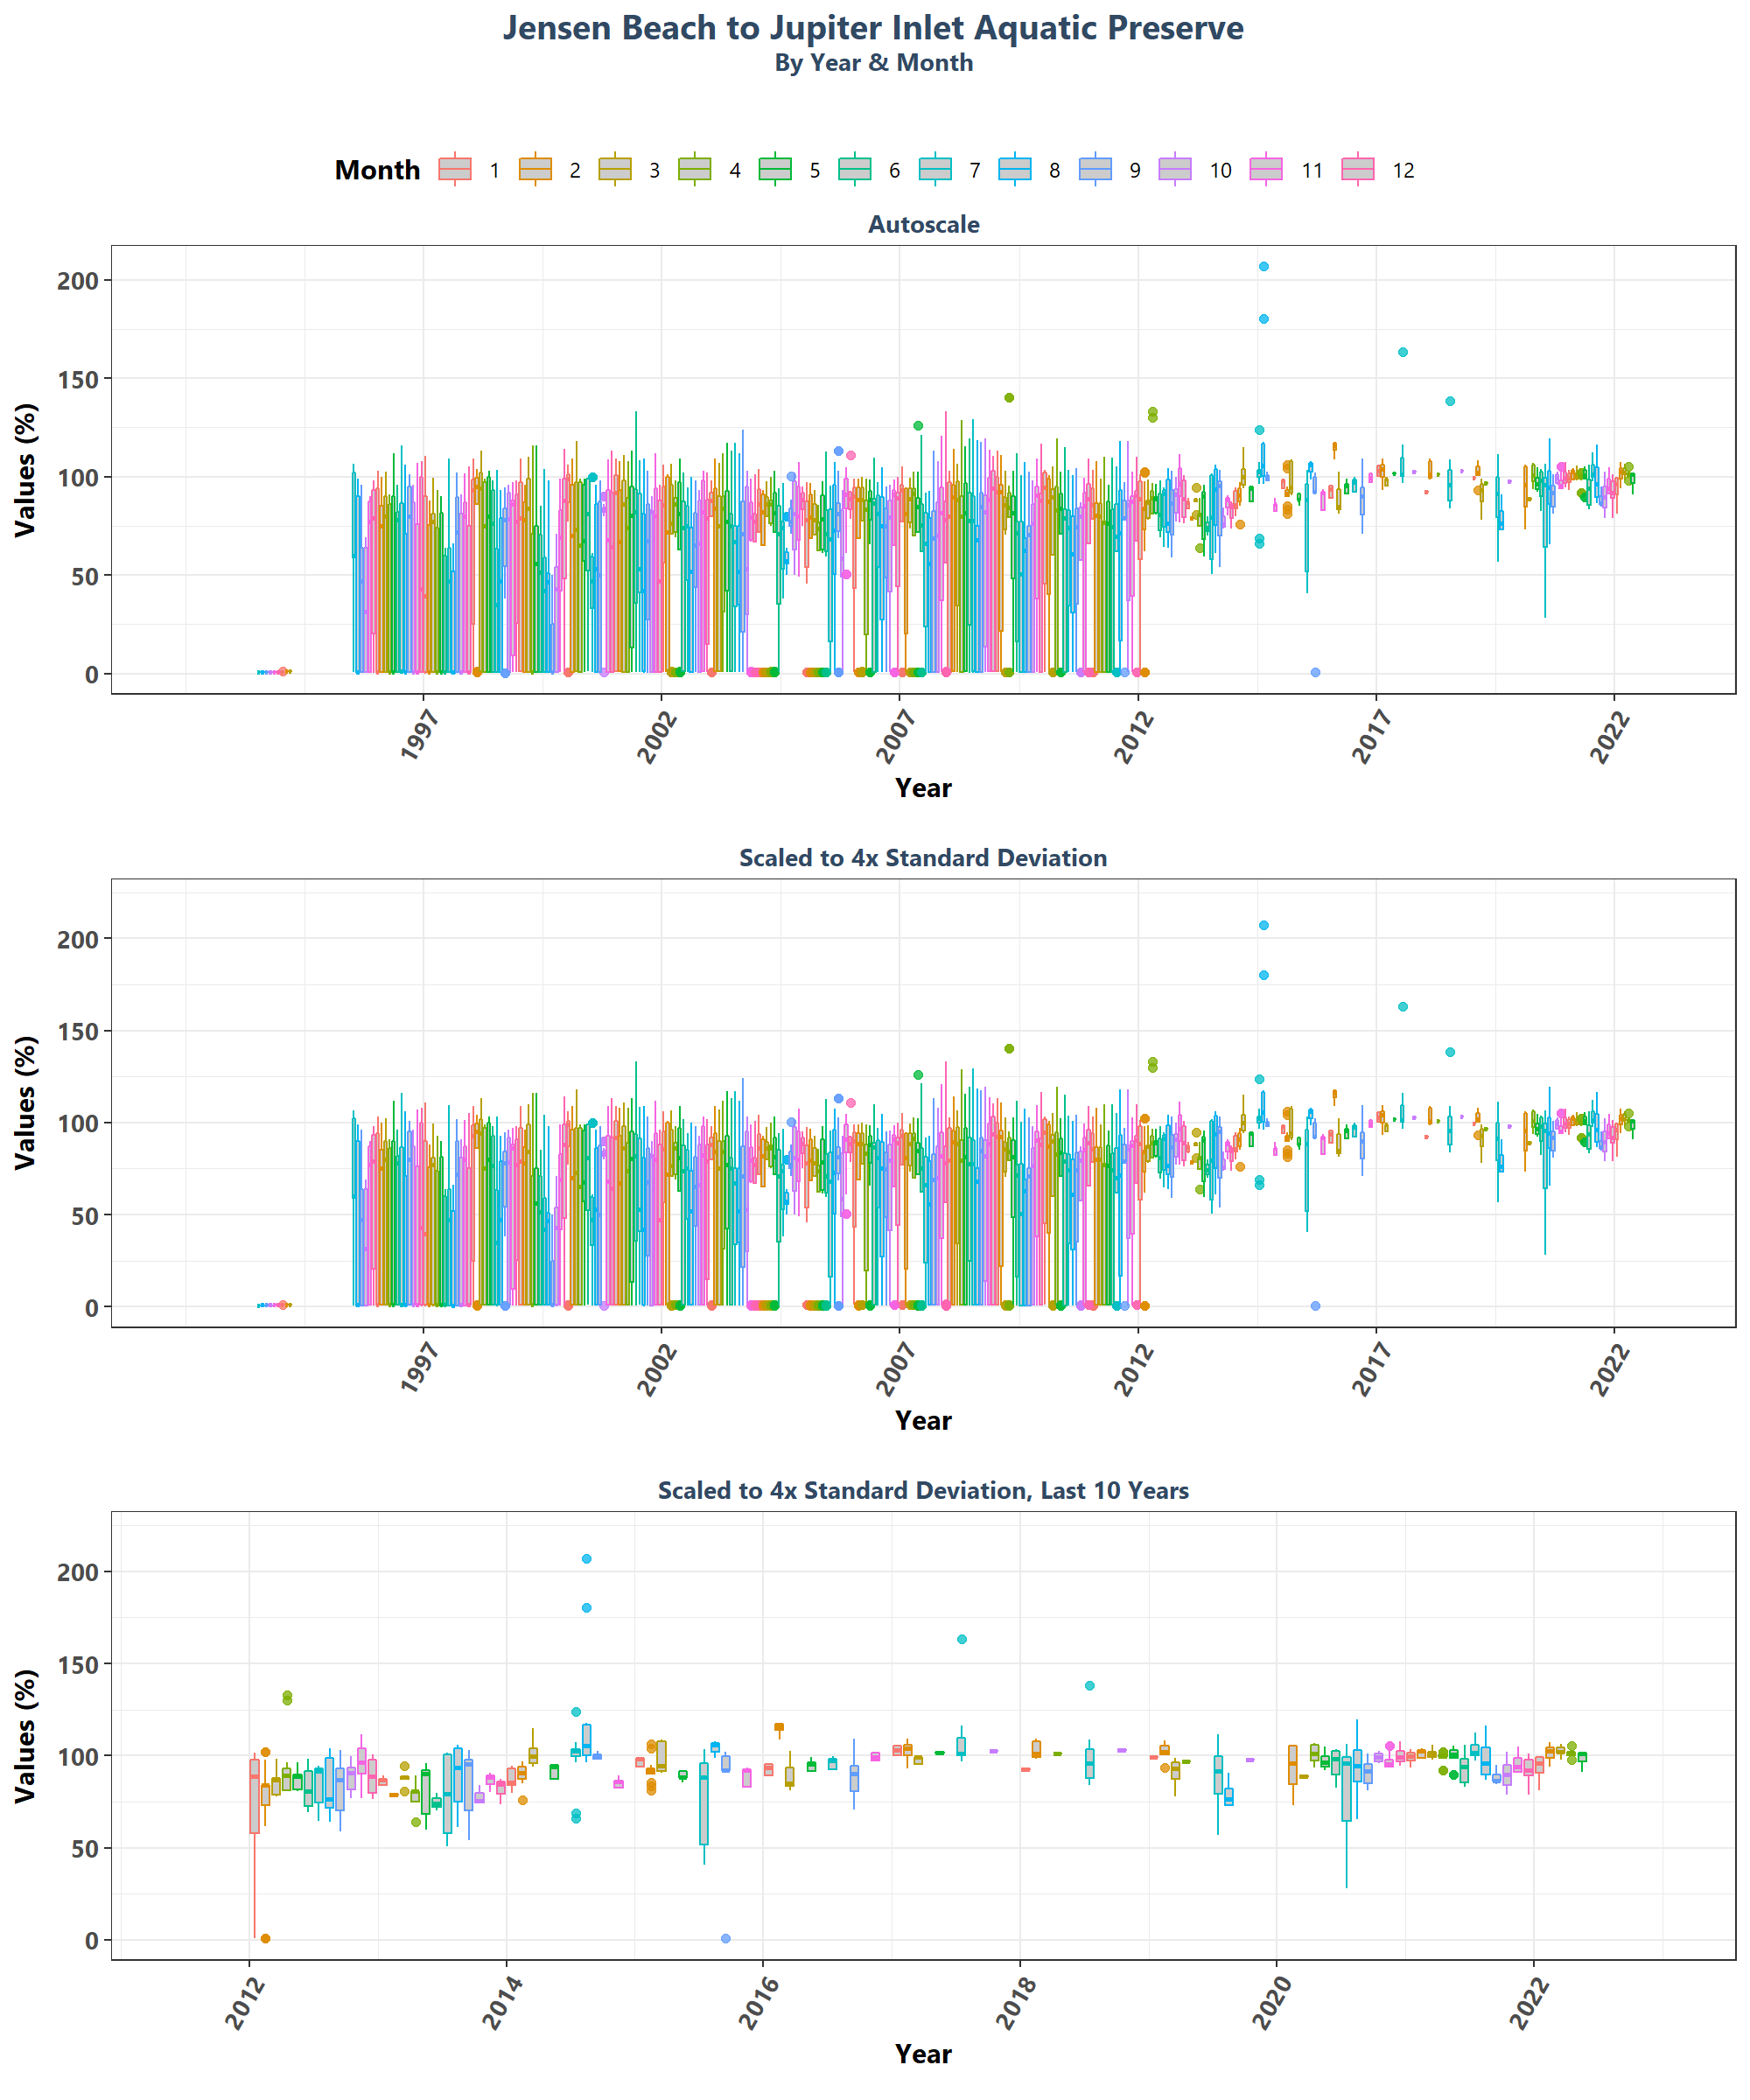 Jensen Beach to Jupiter Inlet Aquatic Preserve
By Year & Month
Month 1 2 3 4 5 6 7 8 9 10 11 12
Autoscale
200
150
100
50
0
Values (%)
1997 2002 2007 2012 2017 2022
Year
Scaled to 4x Standard Deviation
200
150
100
50
0
Values (%)
1997 2002 2007 2012 2017 2022
Year
Scaled to 4x Standard Deviation, Last 10 Years
200
150
100
50
0
Values (%)
2012 2014 2016 2018 2020 2022
Year